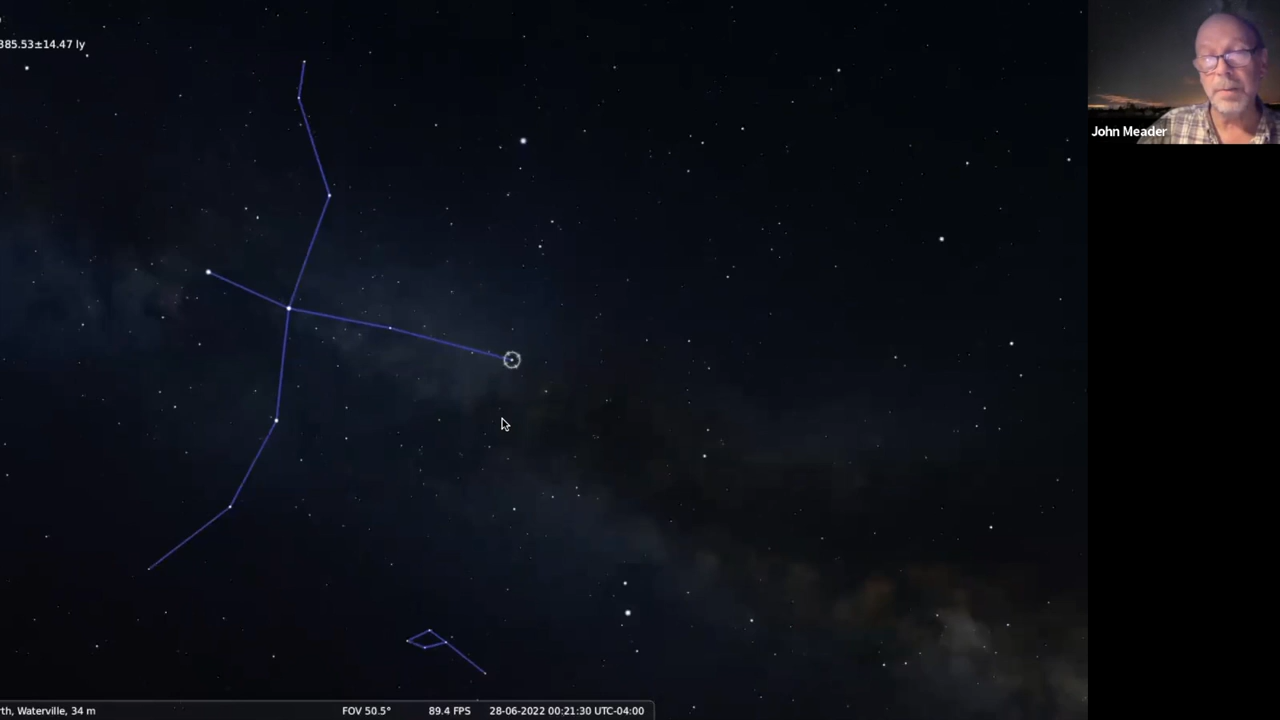 385.53±14.47 ly
John Meader
rth, Waterville, 34 m FOV 50.5° 89.4 FPS 28-06-2022 00:21:30 UTC-04:00